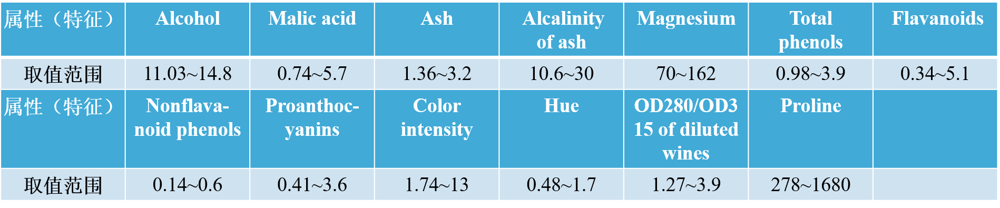 属性（特征） Alcohol Malic acid Ash Alcalinity of ash Magnesium Total phenols Flavanoids
取值范围 11.03~14.8 0.74~5.7 1.36~3.2 10.6~30 70~162 0.98~3.9 0.34~5.1
属性（特征） Nonflava-noid phenols Proanthoc-yanins Color intensity Hue OD280/OD315 of diluted wines Proline
取值范围 0.14~0.6 0.41~3.6 1.74~13 0.48~1.7 1.27~3.9 278~1680